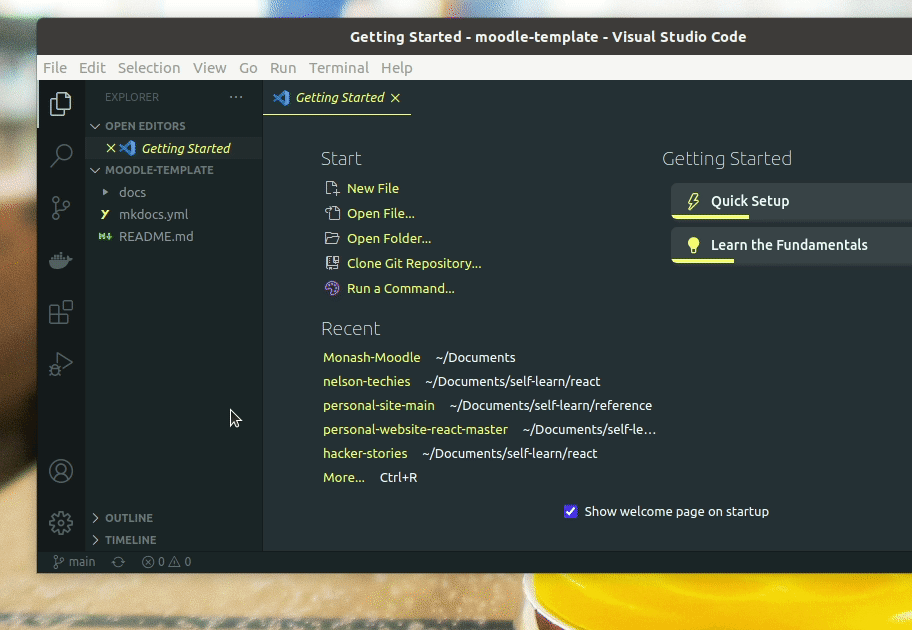 Getting Started - moodle-template - Visual Studio Code
File Edit Selection View Go Run Terminal Help
EXPLORER ...
Getting Started
OPEN EDITORS
Getting Started
MOODLE-TEMPLATE
docs
mkdocs.yml
README.md
OUTLINE
TIMELINE
Start
New File
Open File...
Open Folder...
Clone Git Repository...
Run a Command...
Recent
Monash-Moodle ~/Documents
nelson-techies ~/Documents/self-learn/react
personal-site-main ~/Documents/self-learn/reference
personal-website-react-master ~/Documents/self-le...
hacker-stories ~/Documents/self-learn/react
More... Ctrl+R
Getting Started
Quick Setup
Learn the Fundamentals
Show welcome page on startup
main 0 0